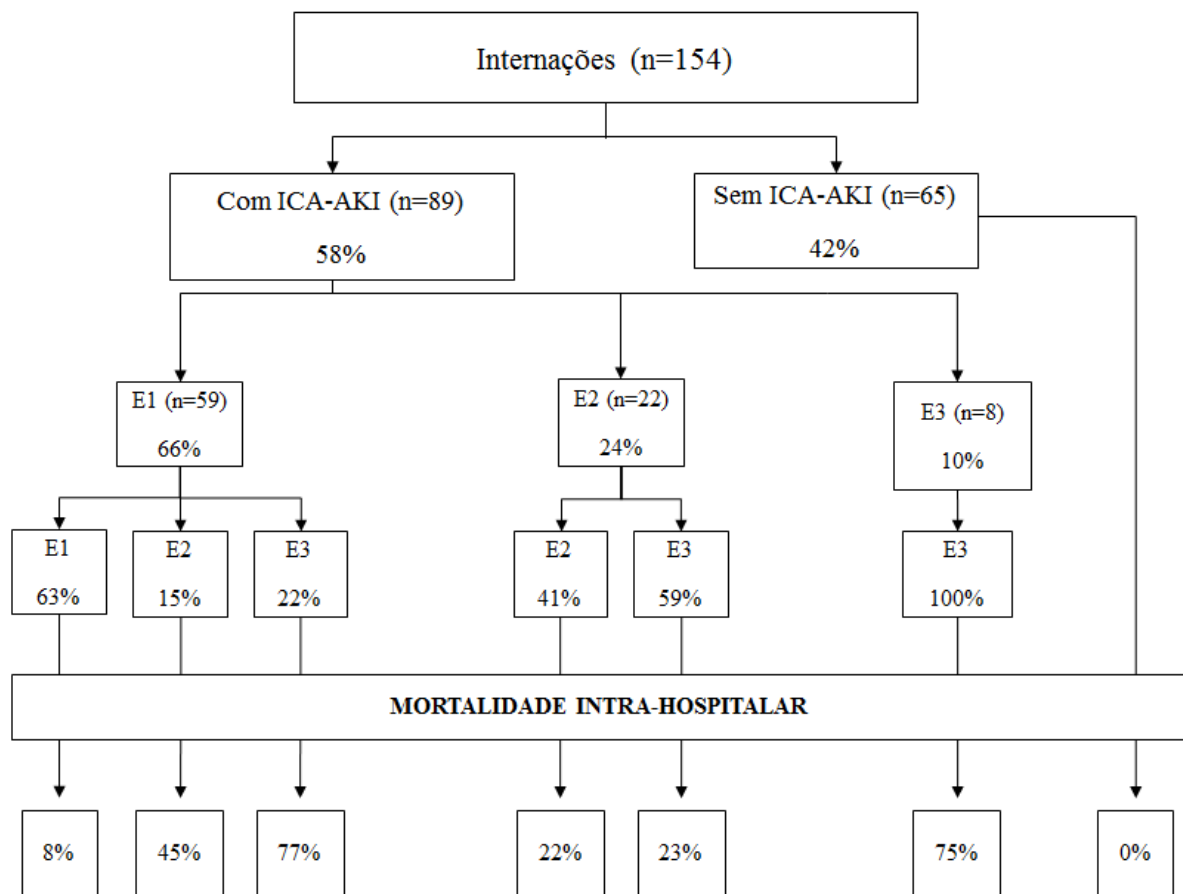 Internações (n=154)
Com ICA-AKI (n=89)
58%
Sem ICA-AKI (n=65)
42%
E1 (n=59)
66%
E2 (n=22)
24%
E3 (n=8)
10%
E1
63%
E2
15%
E3
22%
E2
41%
E3
59%
E3
100%
MORTALIDADE INTRA-HOSPITALAR
8%
45%
77%
22%
23%
75%
0%